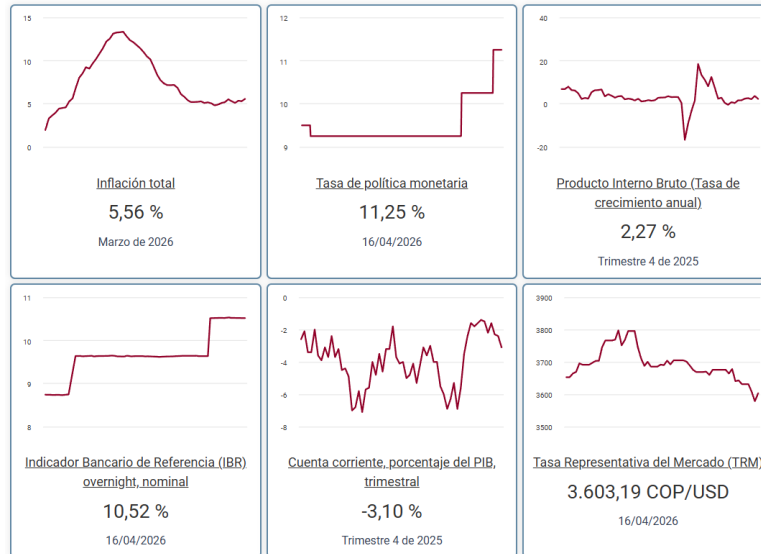 15
10
5
0
Inflación total
5,56 %
Marzo de 2026
12
11
10
9
Tasa de política monetaria
11,25 %
16/04/2026
40
20
0
-20
Producto Interno Bruto (Tasa de
crecimiento anual)
2,27 %
Trimestre 4 de 2025
11
10
9
8
Indicador Bancario de Referencia (IBR)
overnight, nominal
10,52 %
16/04/2026
0
-2
-4
-6
-8
Cuenta corriente, porcentaje del PIB,
trimestral
-3,10 %
Trimestre 4 de 2025
3900
3800
3700
3600
3500
Tasa Representativa del Mercado (TRM)
3.603,19 COP/USD
16/04/2026